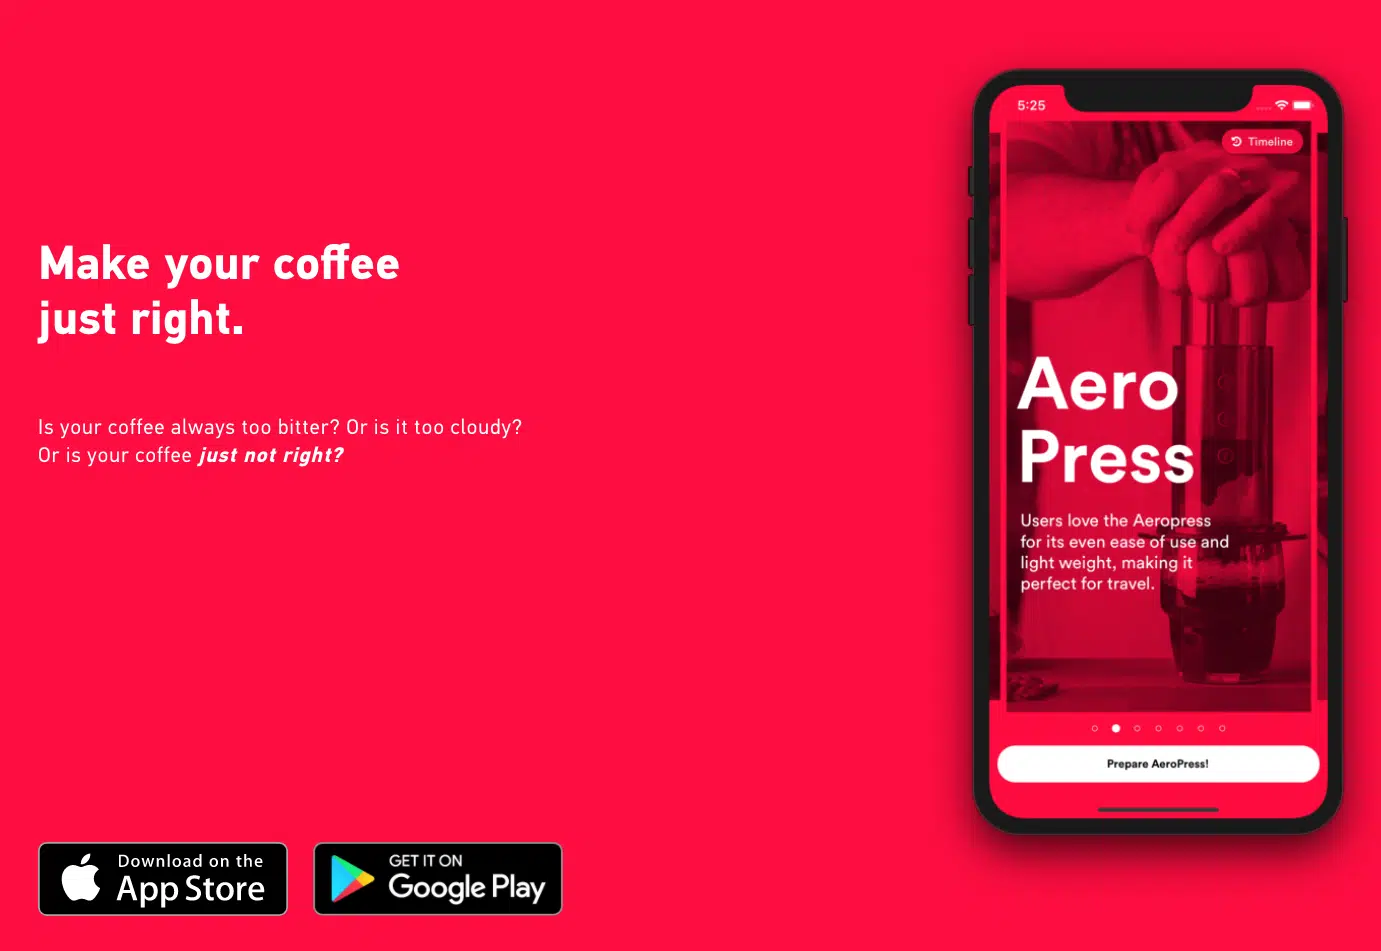 Make your coffee
just right.
Is your coffee always too bitter? Or is it too cloudy?
Or is your coffee just not right?
Download on the
App Store
GET IT ON
Google Play
5:25
Timeline
Aero
Press
Users love the Aeropress
for its even ease of use and
light weight, making it
perfect for travel.
Prepare AeroPress!